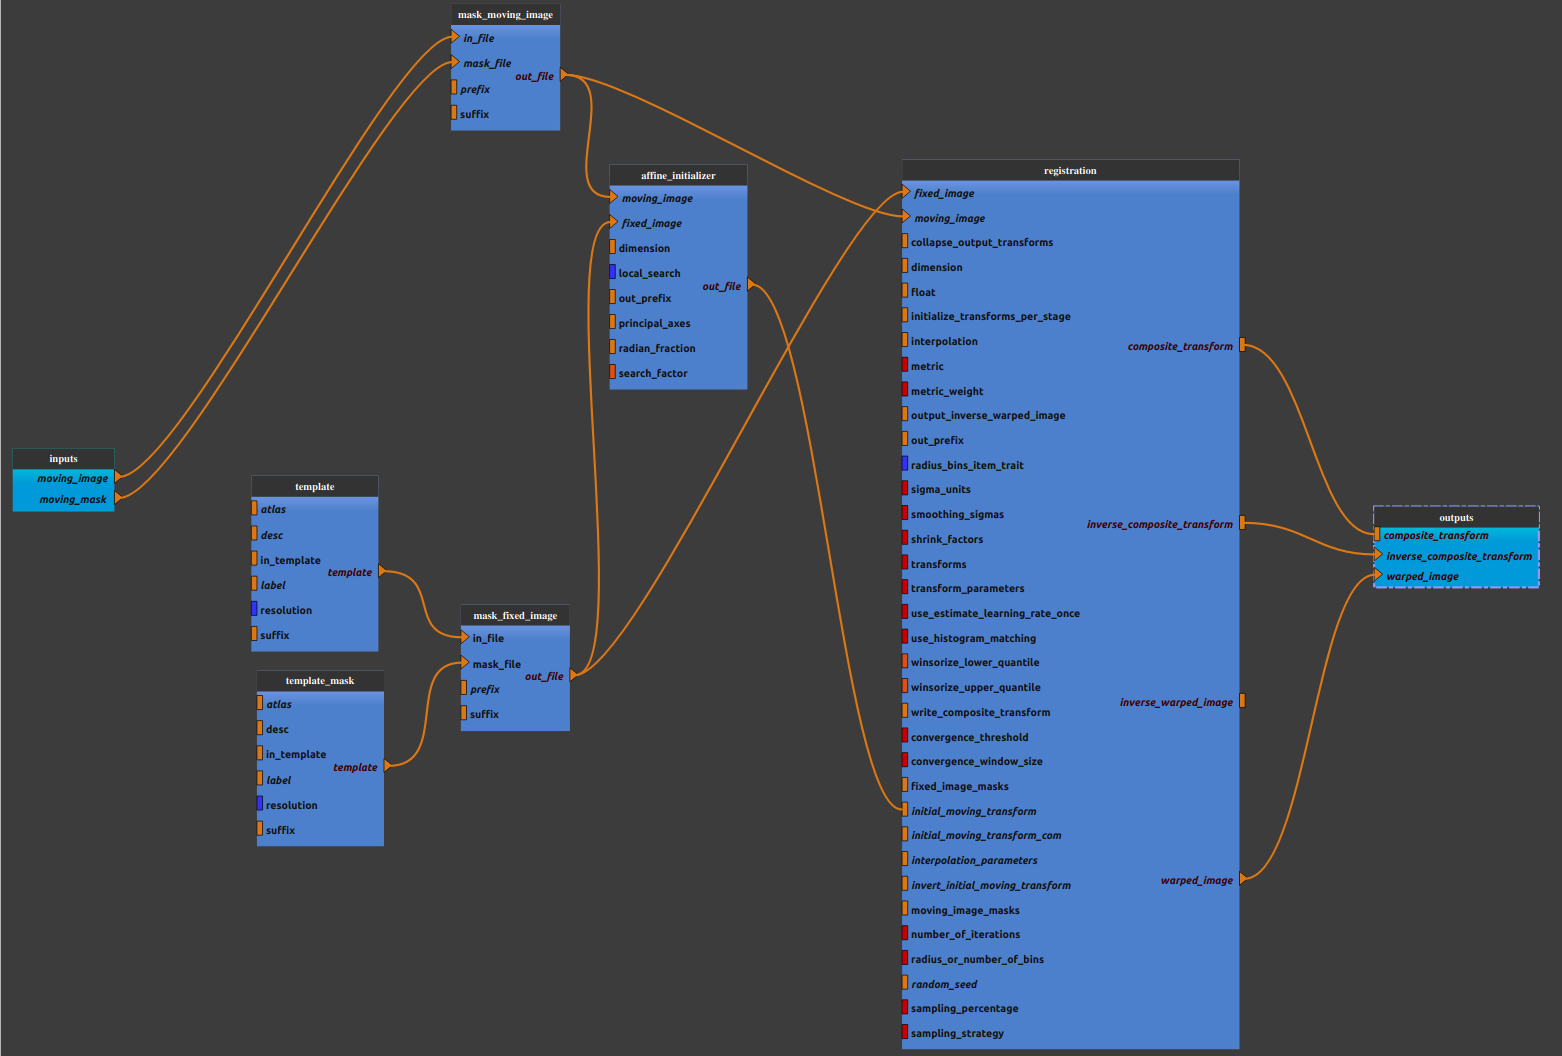 mask_moving_image
in_file
mask_file
out_file
prefix
suffix
affine_initializer
moving_image
fixed_image
dimension
local_search
out_file
out_prefix
principal_axes
radian_fraction
search_factor
inputs
moving_image
moving_mask
template
atlas
desc
in_template
template
label
resolution
suffix
template_mask
atlas
desc
in_template
template
label
resolution
suffix
mask_fixed_image
in_file
mask_file
out_file
prefix
suffix
registration
fixed_image
moving_image
collapse_output_transforms
dimension
float
initialize_transforms_per_stage
interpolation
composite_transform
metric
metric_weight
output_inverse_warped_image
out_prefix
radius_bins_item_trait
sigma_units
smoothing_sigmas
inverse_composite_transform
shrink_factors
transforms
transform_parameters
use_estimate_learning_rate_once
use_histogram_matching
winsorize_lower_quantile
winsorize_upper_quantile
inverse_warped_image
write_composite_transform
convergence_threshold
convergence_window_size
fixed_image_masks
initial_moving_transform
initial_moving_transform_com
interpolation_parameters
warped_image
invert_initial_moving_transform
moving_image_masks
number_of_iterations
radius_or_number_of_bins
random_seed
sampling_percentage
sampling_strategy
outputs
composite_transform
inverse_composite_transform
warped_image